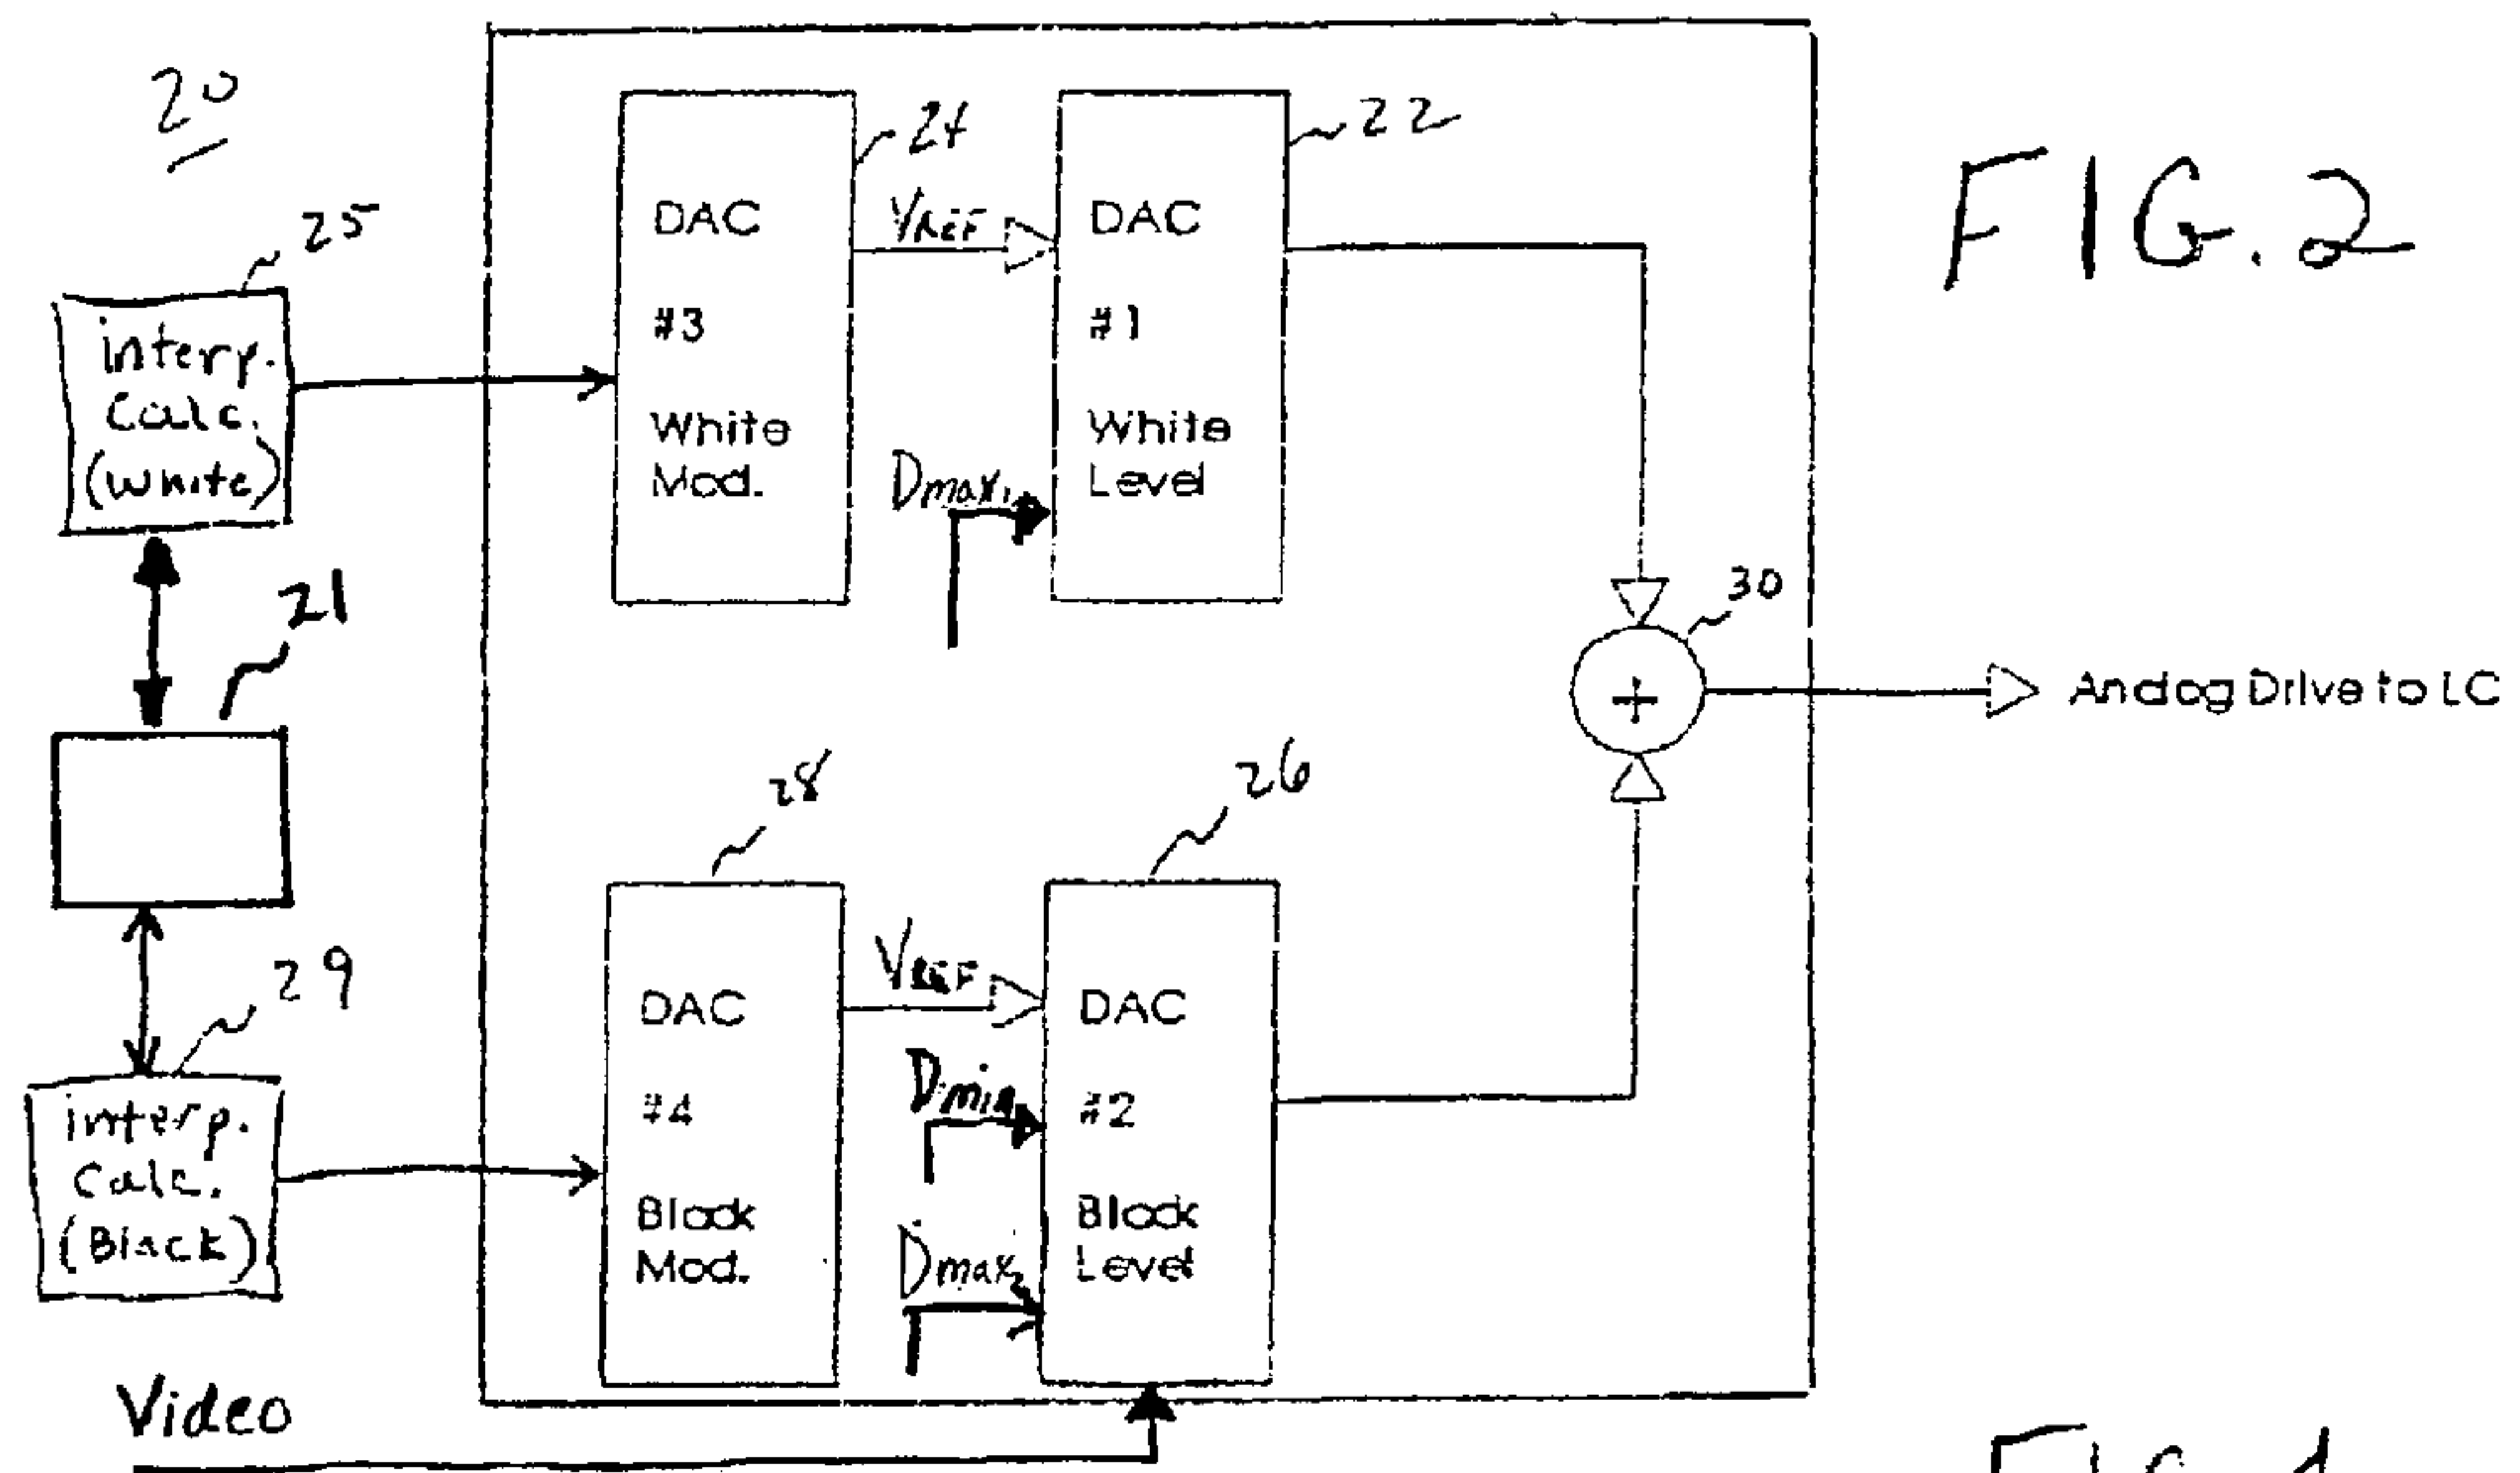 20
FIG.2
25
interp.
calc.
(white)
24
22
DAC
#3
White
Mod.
VREF
DAC
#1
White
Level
Dmax1
21
30
+
Analog Drive to LC
28
26
29
interp.
calc.
(Black)
DAC
#4
Black
Mod.
VREF
Dmin
Dmax2
DAC
#2
Black
Level
Video